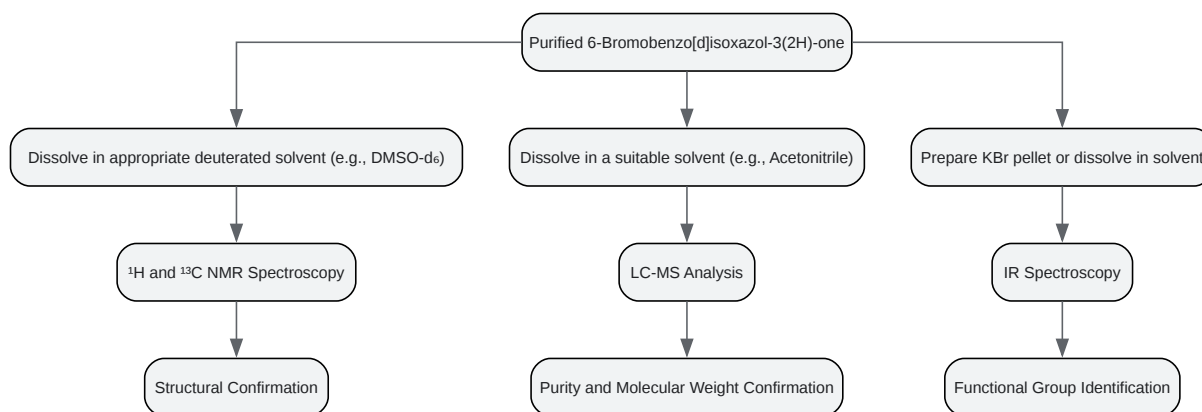 Purified 6-Bromobenzo[d]isoxazol-3(2H)-one
Dissolve in appropriate deuterated solvent (e.g., DMSO-d₆)
Dissolve in a suitable solvent (e.g., Acetonitrile)
Prepare KBr pellet or dissolve in solvent
¹H and ¹³C NMR Spectroscopy
LC-MS Analysis
IR Spectroscopy
Structural Confirmation
Purity and Molecular Weight Confirmation
Functional Group Identification